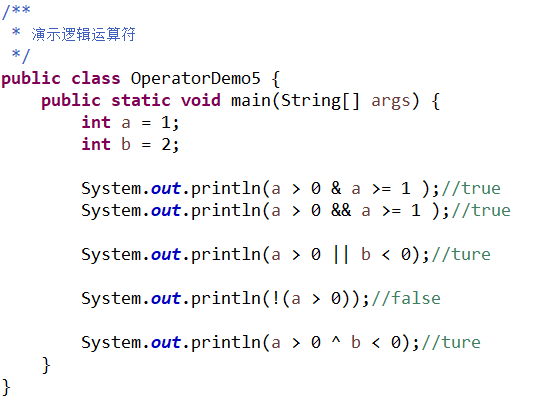 /**
 * 演示逻辑运算符
 */
public class OperatorDemo5 {
    public static void main(String[] args) {
        int a = 1;
        int b = 2;
        System.out.println(a > 0 & a >= 1 );//true
        System.out.println(a > 0 && a >= 1 );//true
        System.out.println(a > 0 || b < 0);//ture
        System.out.println(!(a > 0));//false
        System.out.println(a > 0 ^ b < 0);//ture
    }
}